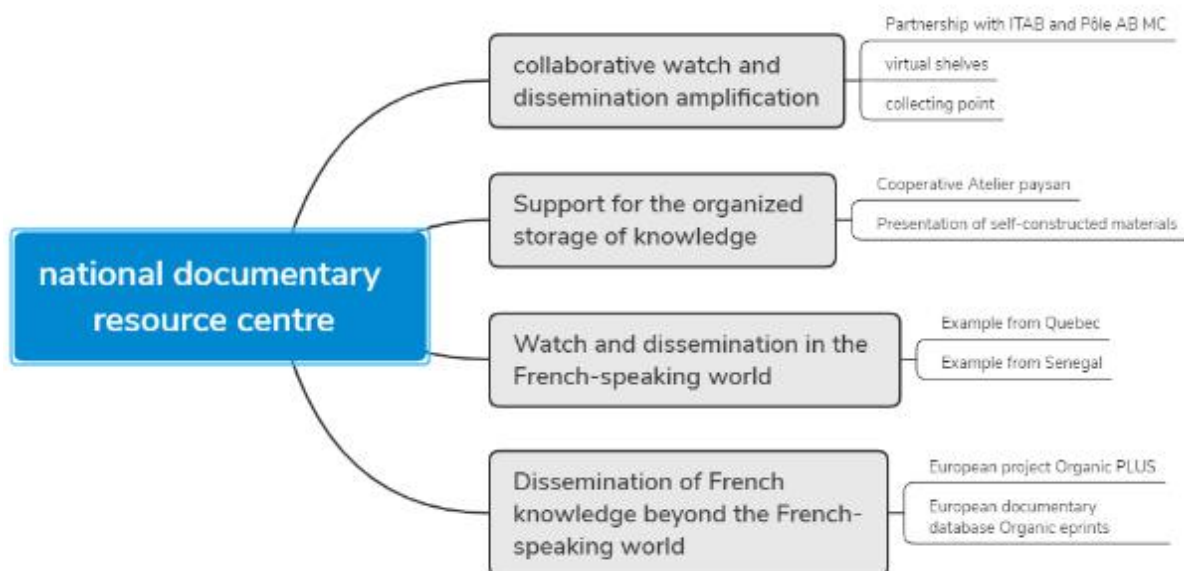 national documentary
resource centre
collaborative watch and
dissemination amplification
Partnership with ITAB and Pôle AB MC
virtual shelves
collecting point
Support for the organized
storage of knowledge
Cooperative Atelier paysan
Presentation of self-constructed materials
Watch and dissemination in the
French-speaking world
Example from Quebec
Example from Senegal
Dissemination of French
knowledge beyond the French-
speaking world
European project Organic PLUS
European documentary
database Organic eprints